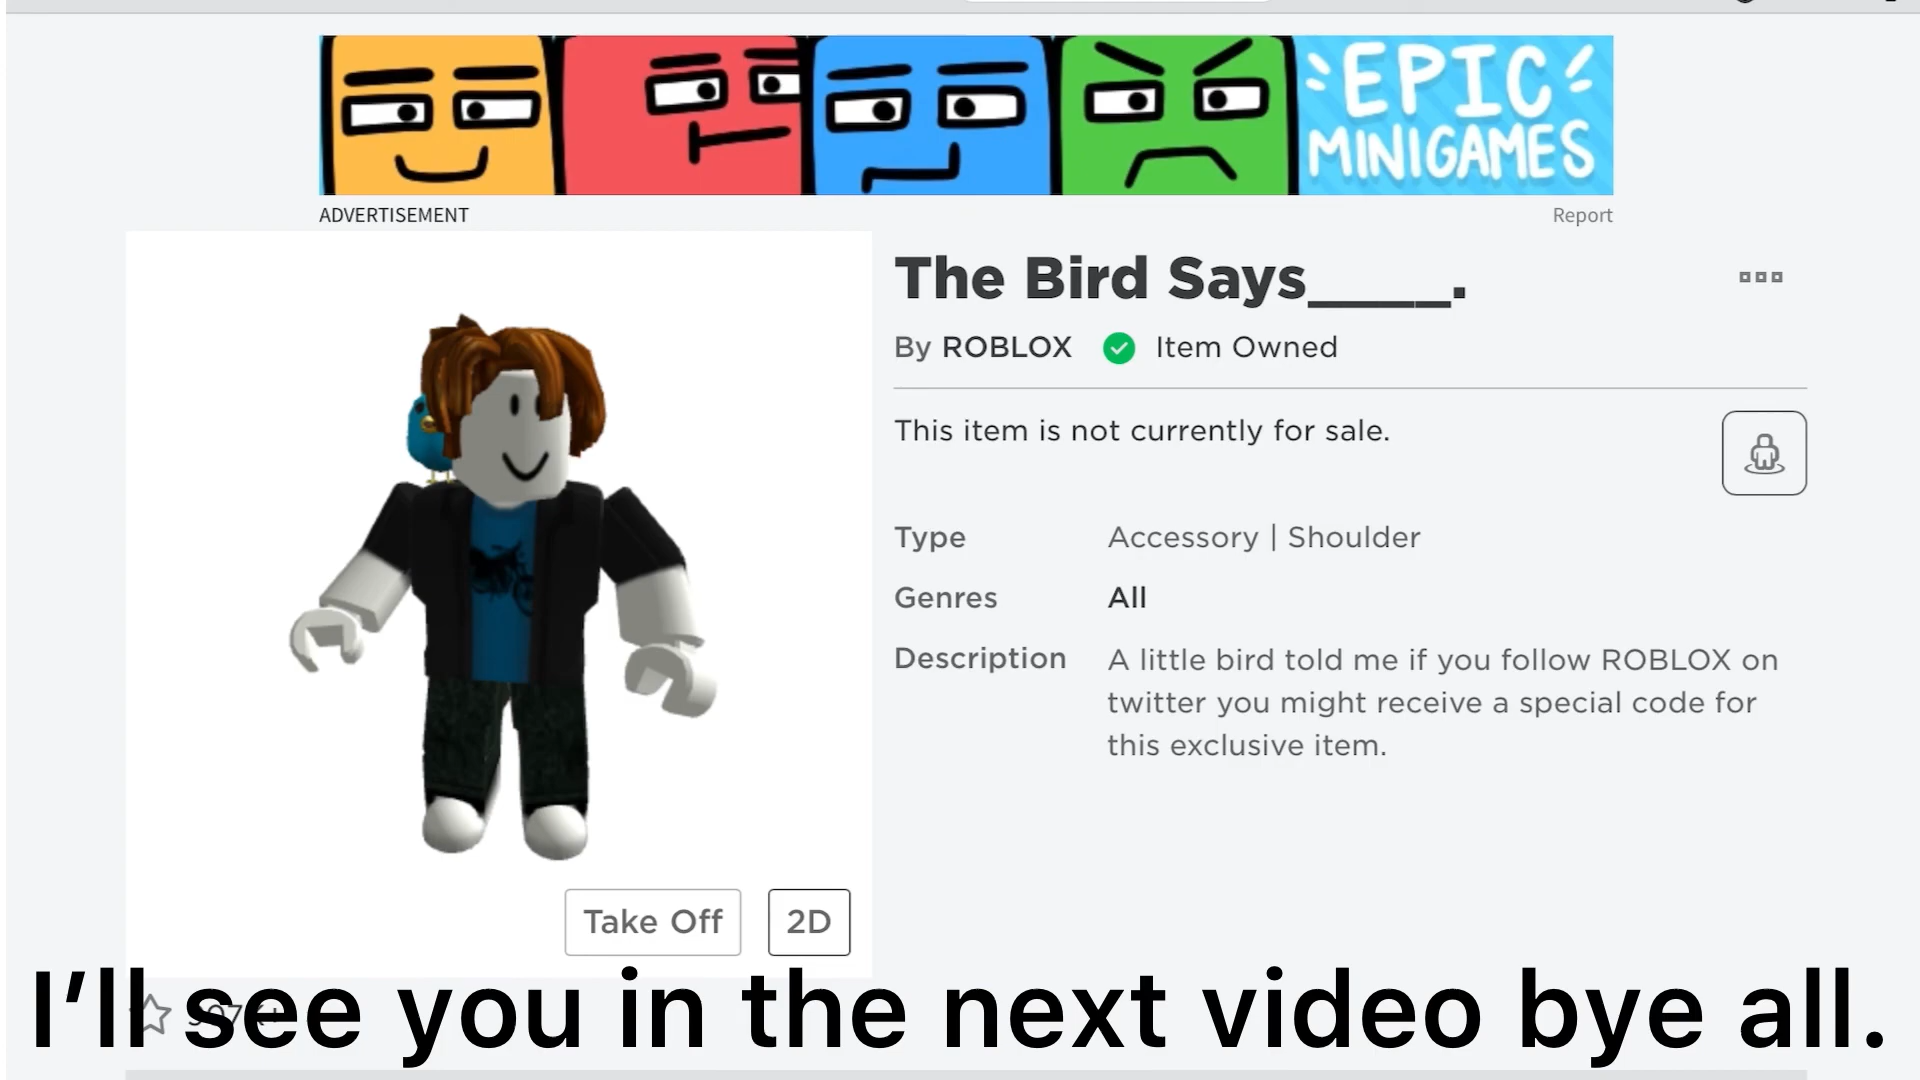 EPIC
MINIGAMES
ADVERTISEMENT
Report
The Bird Says____.
By ROBLOX Item Owned
This item is not currently for sale.
Type Accessory | Shoulder
Genres All
Description A little bird told me if you follow ROBLOX on
twitter you might receive a special code for
this exclusive item.
Take Off 2D
I’ll see you in the next video bye all.